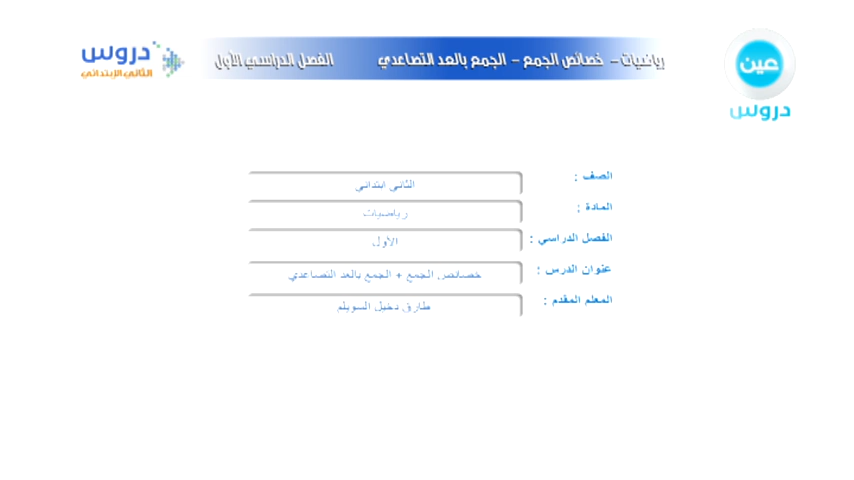 عين
دروس
رياضيات - خصائص الجمع - الجمع بالعد التصاعدي
الفصل الدراسي الأول
دروس
الثاني الإبتدائي
الصف : الثاني ابتدائي
المادة : رياضيات
الفصل الدراسي : الأول
عنوان الدرس : خصائص الجمع + الجمع بالعد التصاعدي
المعلم المقدم : طارق دخيل السويلم